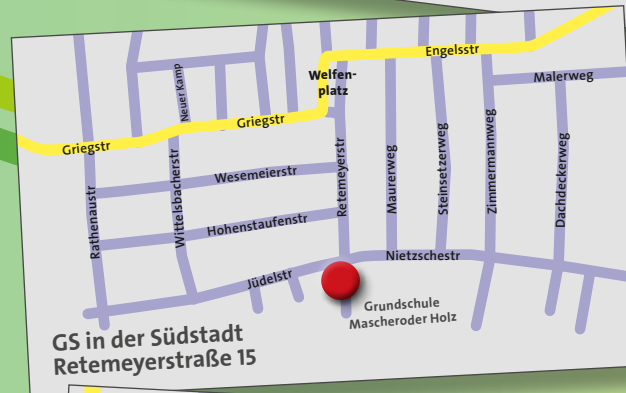 Engelsstr
Welfen-
platz
Malerweg
Neuer Kamp
Griegstr
Griegstr
Rathenaustr
Wittelsbacherstr
Wesemeierstr
Hohenstaufenstr
Retemeyerstr
Maurerweg
Steinsetzerweg
Zimmermannweg
Dachdeckerweg
Nietzschestr
Jüdelstr
Grundschule
Mascheroder Holz
GS in der Südstadt
Retemeyerstraße 15